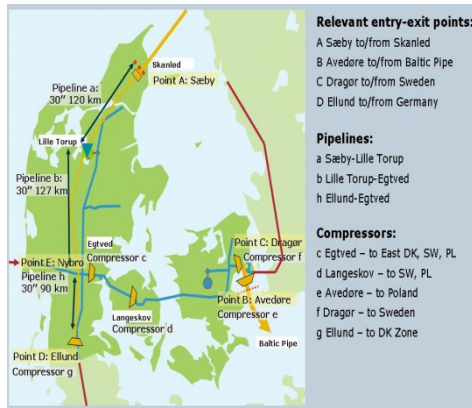 Skanled
Point A: Sæby
Pipeline a:
30" 120 km
Lille Torup
Pipeline b:
30" 127 km
Egtved
Compressor c
Point E: Nybro
Pipeline h
30" 90 km
Langeskov
Compressor d
Point C: Dragør
Compressor f
Point B: Avedøre
Compressor e
Baltic Pipe
Point D: Ellund
Compressor g
Relevant entry-exit points:
A Sæby to/from Skanled
B Avedøre to/from Baltic Pipe
C Dragør to/from Sweden
D Ellund to/from Germany
Pipelines:
a Sæby-Lille Torup
b Lille Torup-Egtved
h Ellund-Egtved
Compressors:
c Egtved – to East DK, SW, PL
d Langeskov – to SW, PL
e Avedøre – to Poland
f Dragør – to Sweden
g Ellund – to DK Zone